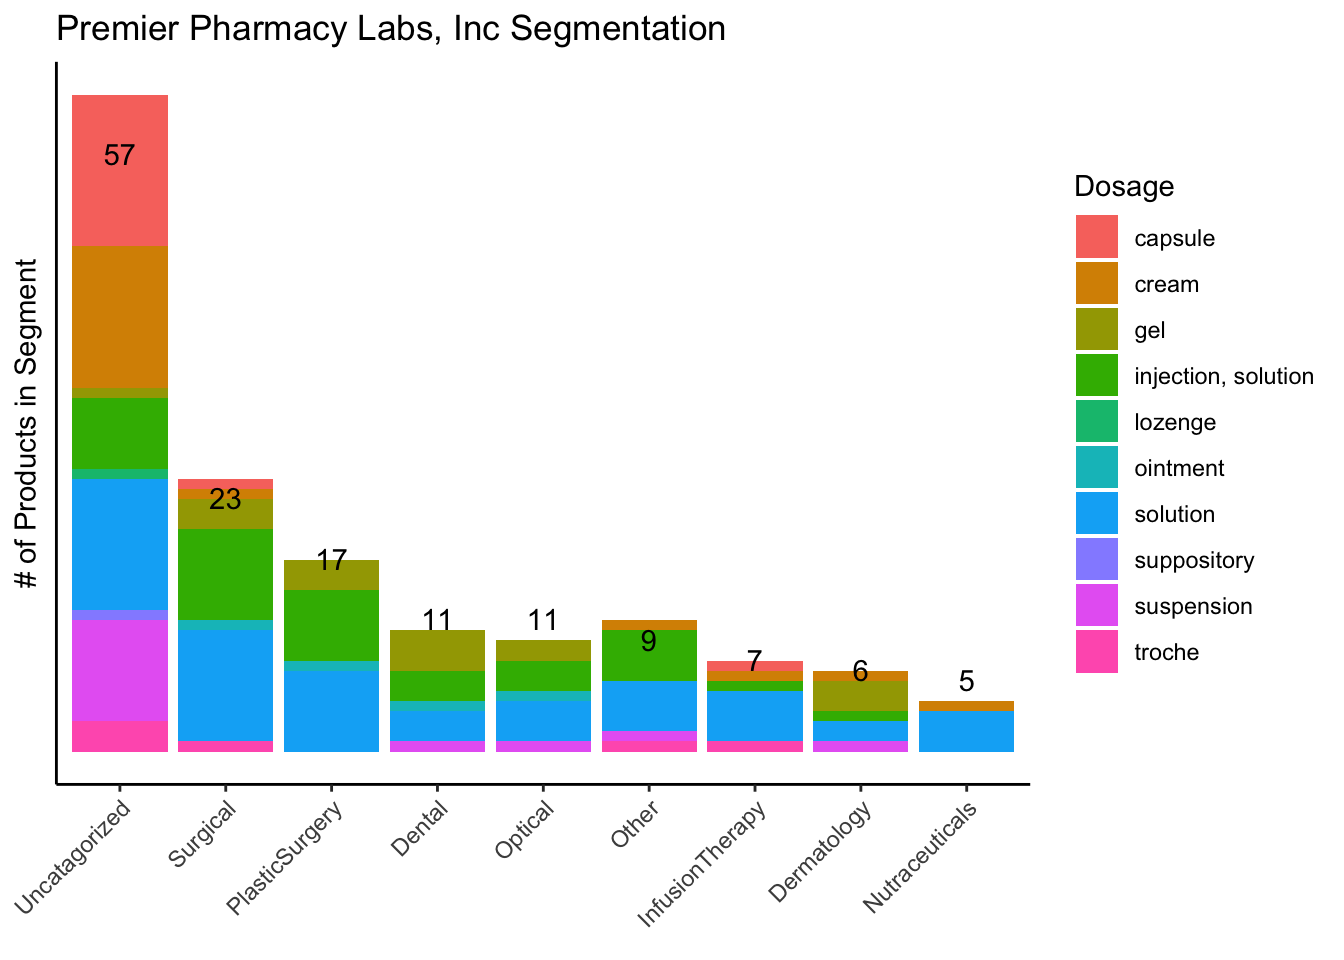 Premier Pharmacy Labs, Inc Segmentation
# of Products in Segment
57
23
17
11
11
9
7
6
5
Uncatagorized
Surgical
PlasticSurgery
Dental
Optical
Other
InfusionTherapy
Dermatology
Nutraceuticals
Dosage
capsule
cream
gel
injection, solution
lozenge
ointment
solution
suppository
suspension
troche